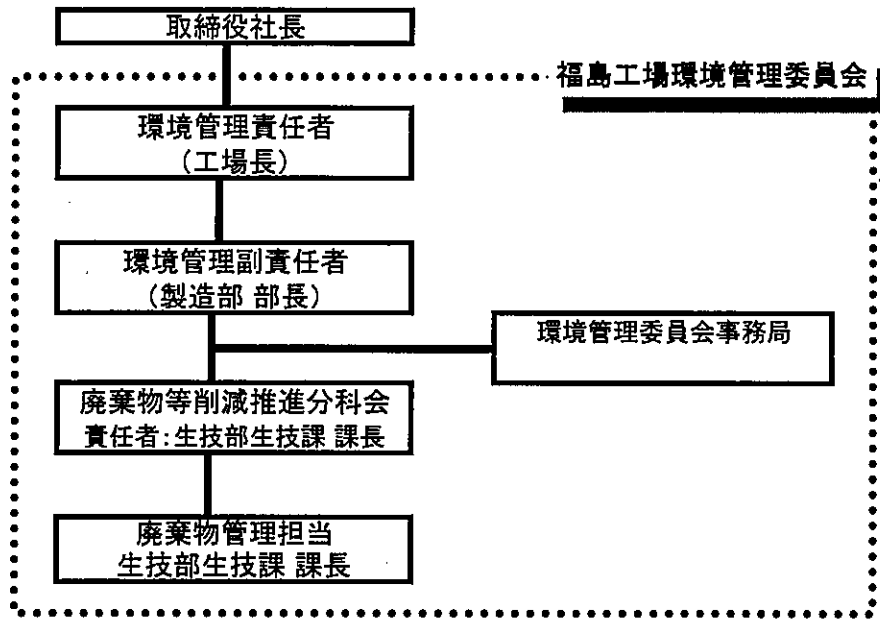 取締役社長
福島工場環境管理委員会
環境管理責任者
(工場長)
環境管理副責任者
(製造部 部長)
環境管理委員会事務局
廃棄物等削減推進分科会
責任者:生技部生技課 課長
廃棄物管理担当
生技部生技課 課長